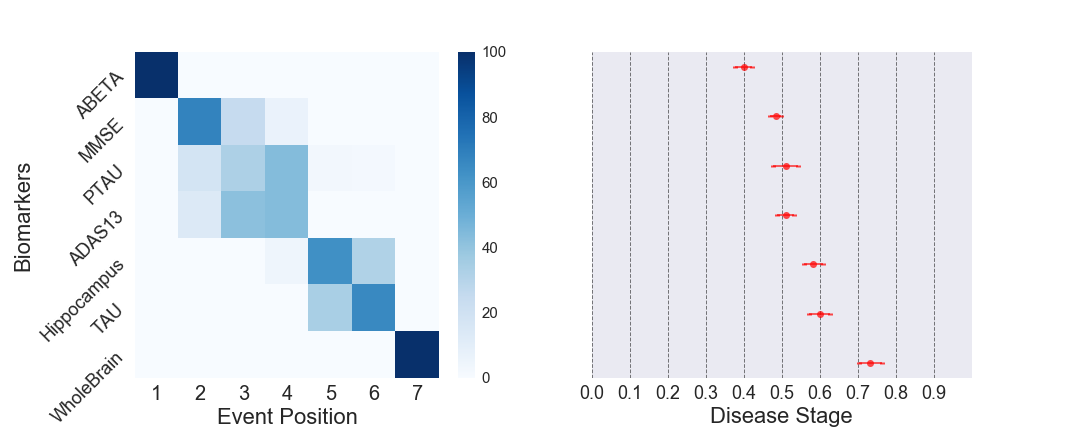 Biomarkers
ABETA
MMSE
PTAU
ADAS13
Hippocampus
TAU
WholeBrain
1 2 3 4 5 6 7
Event Position
100
80
60
40
20
0
0.0 0.1 0.2 0.3 0.4 0.5 0.6 0.7 0.8 0.9
Disease Stage